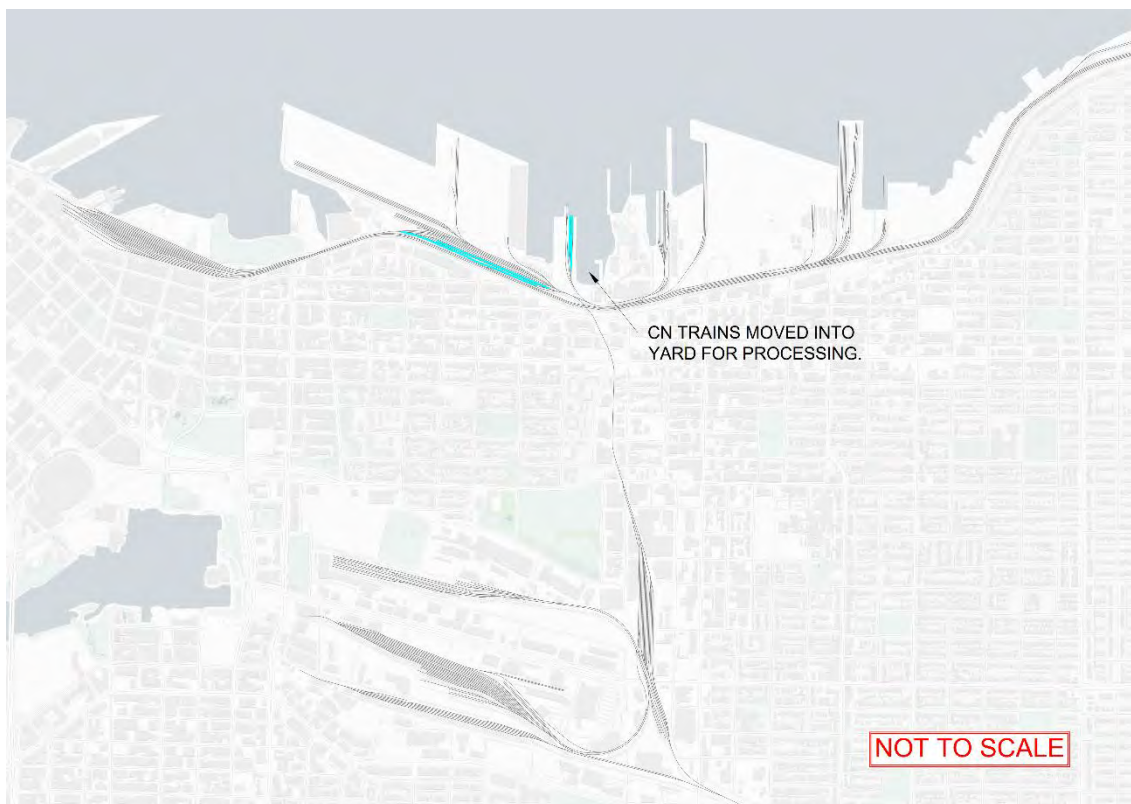 CN TRAINS MOVED INTO
YARD FOR PROCESSING.
NOT TO SCALE